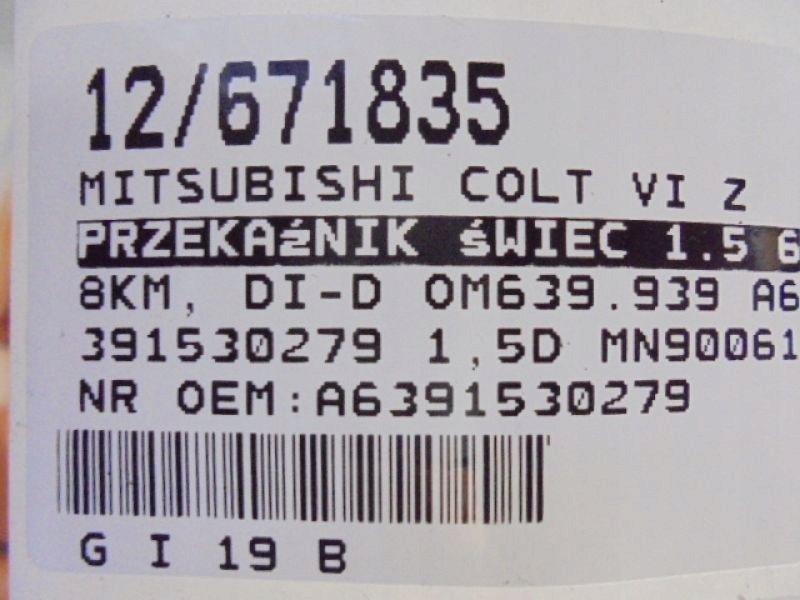 12/671835
MITSUBISHI COLT VI Z
PRZEKAźNIK śWIEC 1.5 6
8KM, DI-D OM639.939 A6
391530279 1,5D MN90061
NR OEM:A6391530279
G I 19 B